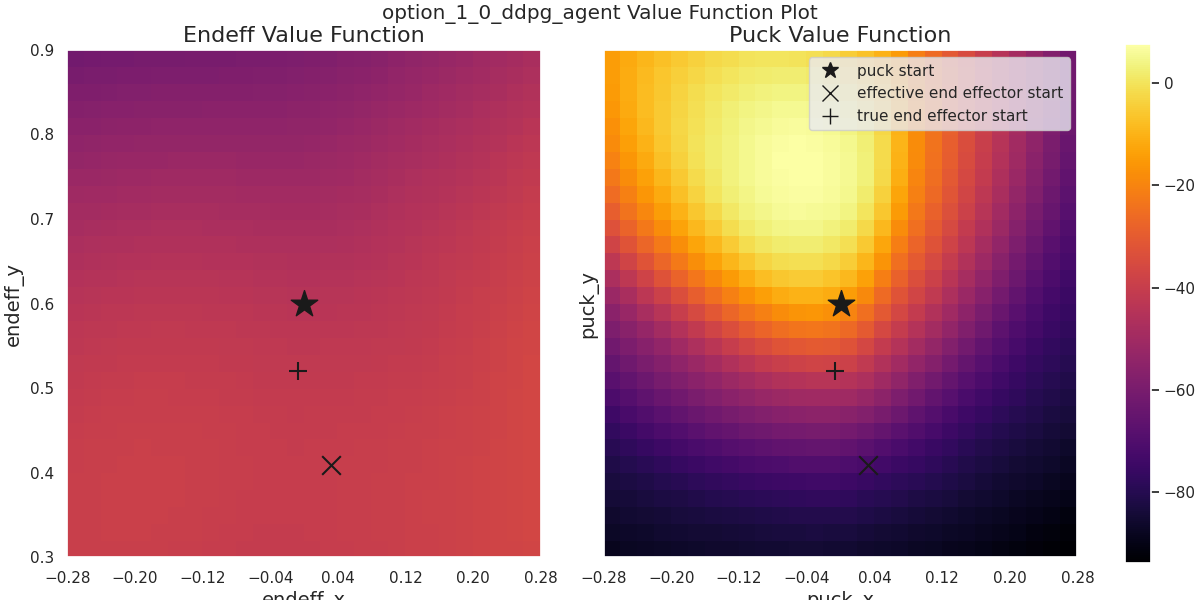 option_1_0_ddpg_agent Value Function Plot
Endeff Value Function
Puck Value Function
0.9
0.8
0.7
0.6
0.5
0.4
0.3
endeff_y
−0.28 −0.20 −0.12 −0.04 0.04 0.12 0.20 0.28
endeff_x
puck_y
puck start
effective end effector start
true end effector start
−0.28 −0.20 −0.12 −0.04 0.04 0.12 0.20 0.28
puck_x
0
−20
−40
−60
−80